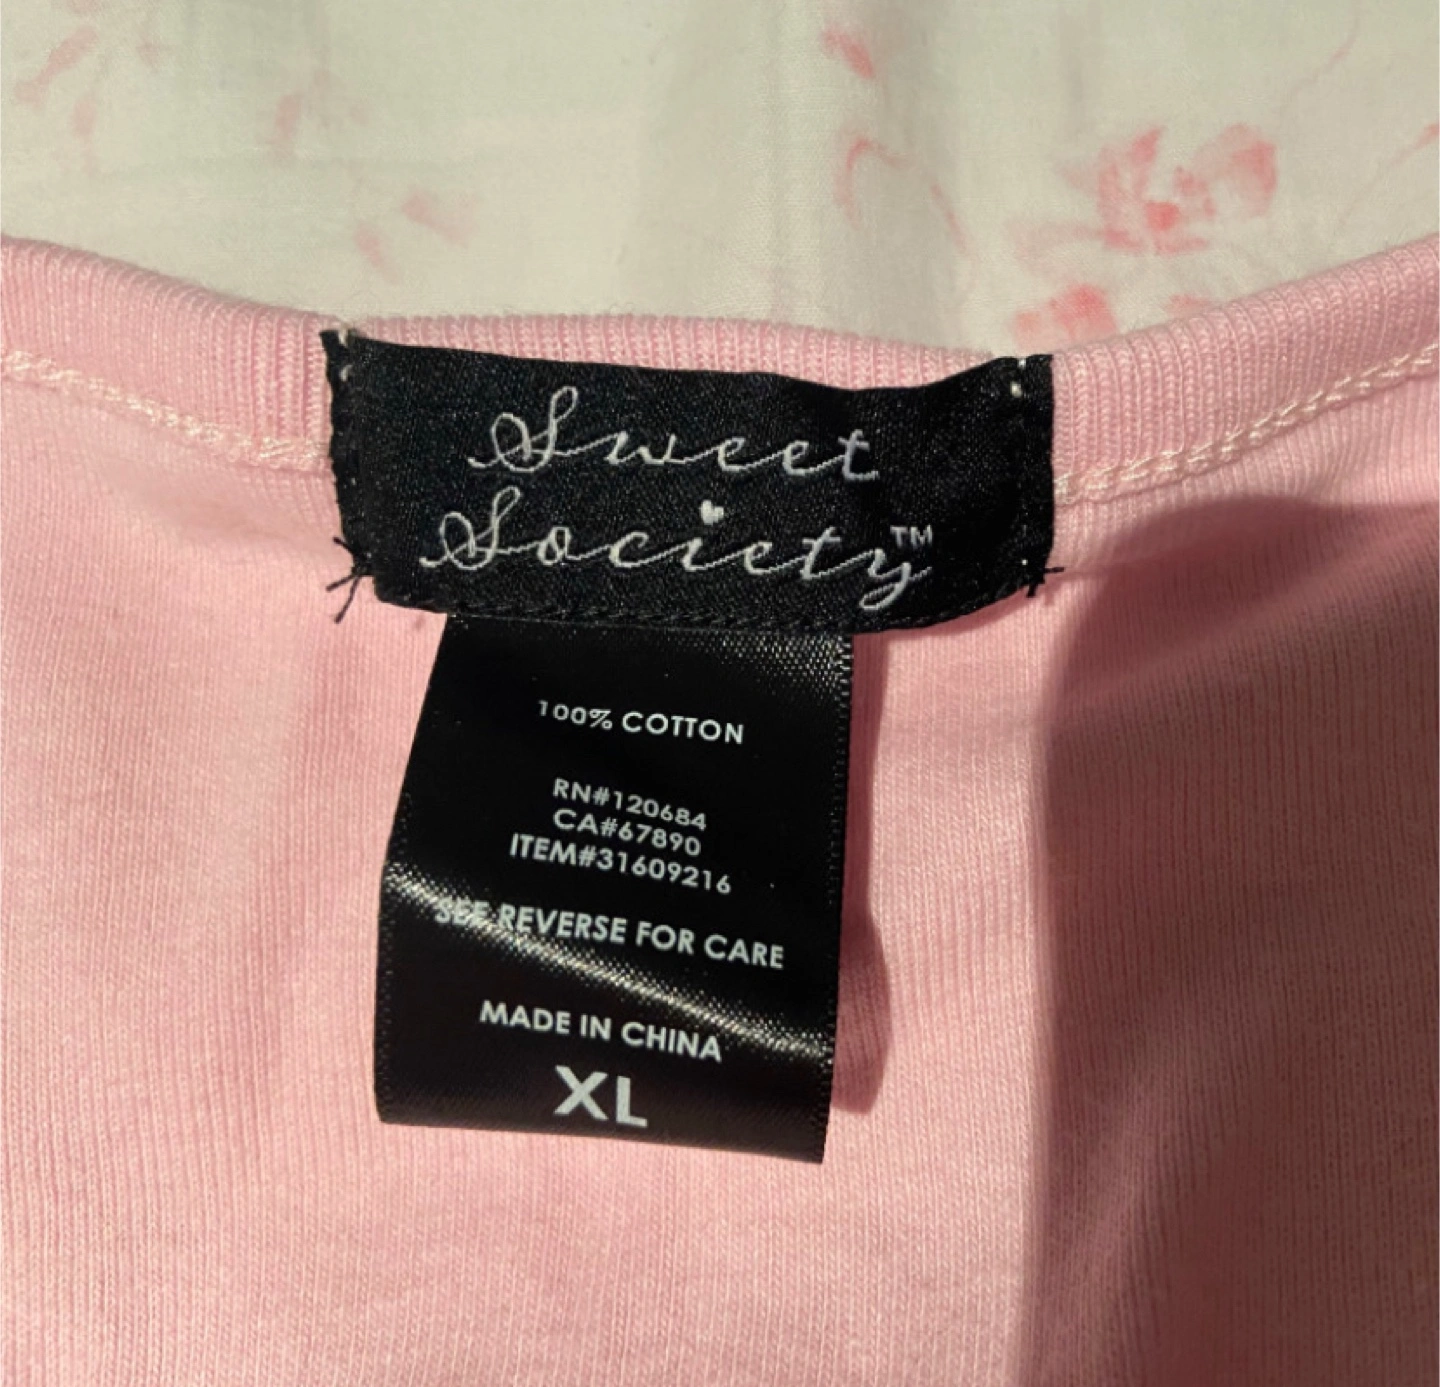 Sweet
Society™
100% COTTON
RN#120684
CA#67890
ITEM#31609216
SEE REVERSE FOR CARE
MADE IN CHINA
XL